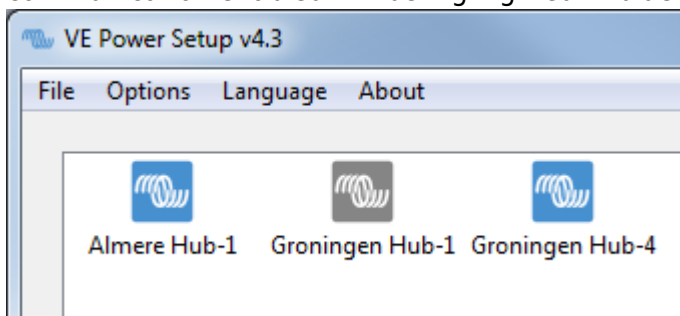 VE Power Setup v4.3
File Options Language About
Almere Hub-1 Groningen Hub-1 Groningen Hub-4